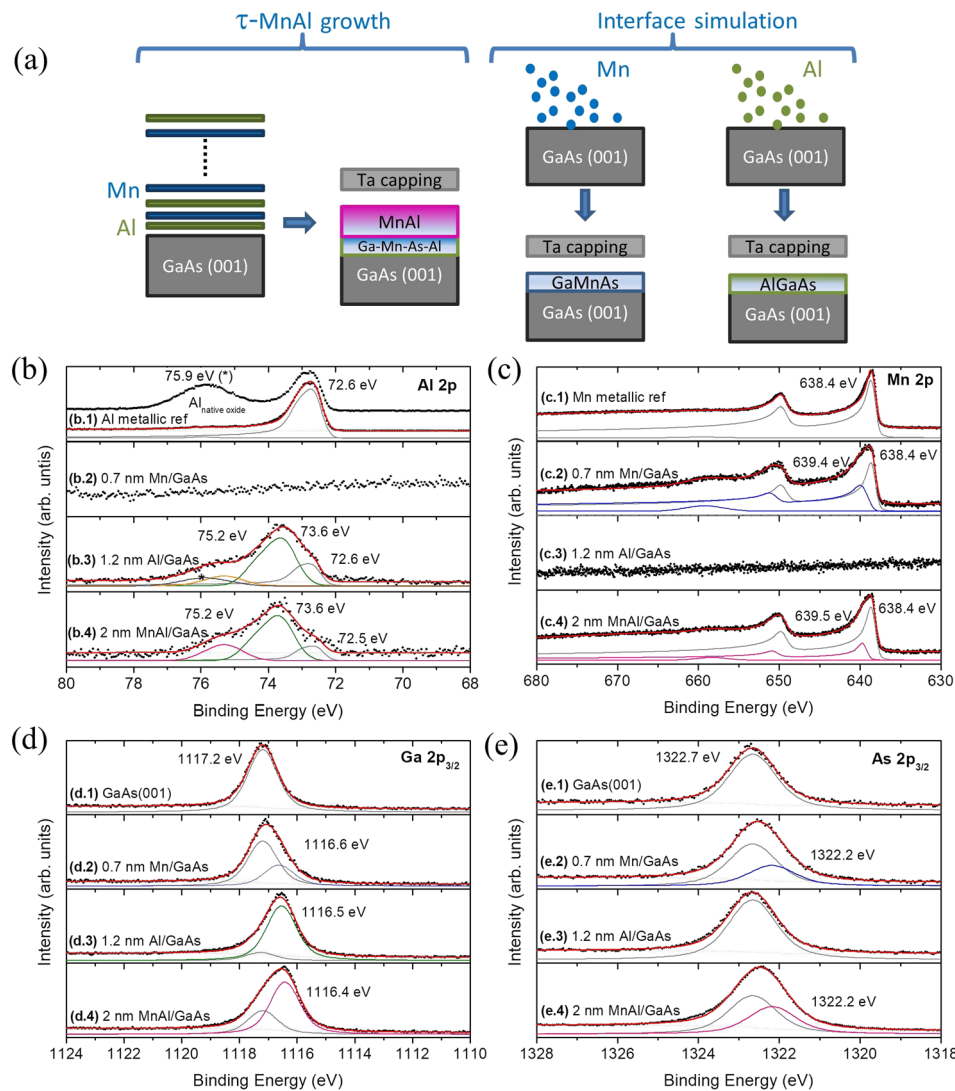 τ-MnAl growth
Interface simulation
(a)
Mn
Al
GaAs (001)
GaAs (001)
Ta capping
Mn
Al
MnAl
Ga-Mn-As-Al
GaAs (001)
GaAs (001)
Ta capping
Ta capping
GaMnAs
AlGaAs
GaAs (001)
GaAs (001)
(b)
75.9 eV (*)
Al 2p
72.6 eV
Al native oxide
(b.1) Al metallic ref
(b.2) 0.7 nm Mn/GaAs
75.2 eV
73.6 eV
(b.3) 1.2 nm Al/GaAs
72.6 eV
*
75.2 eV
73.6 eV
(b.4) 2 nm MnAl/GaAs
72.5 eV
Intensity (arb. untis)
80 78 76 74 72 70 68
Binding Energy (eV)
(c)
(c.1) Mn metallic ref
638.4 eV
Mn 2p
(c.2) 0.7 nm Mn/GaAs
639.4 eV
638.4 eV
(c.3) 1.2 nm Al/GaAs
(c.4) 2 nm MnAl/GaAs
639.5 eV
638.4 eV
Intensity (arb. units)
680 670 660 650 640 630
Binding Energy (eV)
(d)
1117.2 eV
Ga 2p3/2
(d.1) GaAs(001)
1116.6 eV
(d.2) 0.7 nm Mn/GaAs
1116.5 eV
(d.3) 1.2 nm Al/GaAs
1116.4 eV
(d.4) 2 nm MnAl/GaAs
Intensity (arb. units)
1124 1122 1120 1118 1116 1114 1112 1110
Binding Energy (eV)
(e)
1322.7 eV
As 2p3/2
(e.1) GaAs(001)
1322.2 eV
(e.2) 0.7 nm Mn/GaAs
(e.3) 1.2 nm Al/GaAs
1322.2 eV
(e.4) 2 nm MnAl/GaAs
Intensity (arb. units)
1328 1326 1324 1322 1320 1318
Binding Energy (eV)